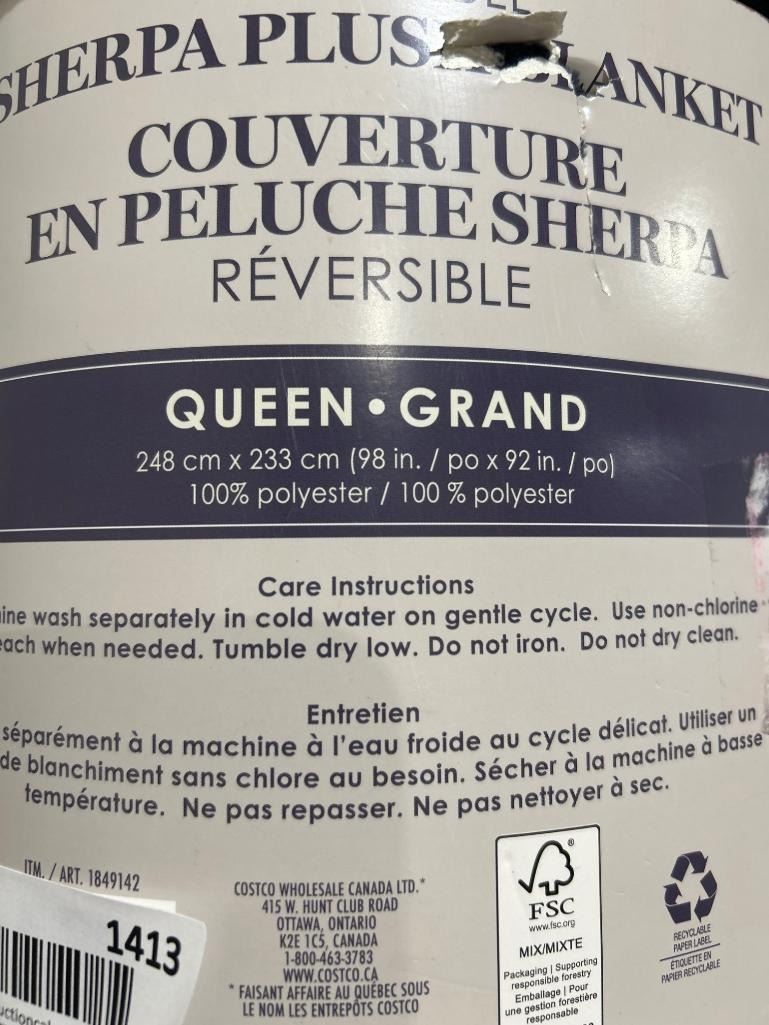 SHERPA PLUSH BLANKET
COUVERTURE
EN PELUCHE SHERPA
RÉVERSIBLE
QUEEN • GRAND
248 cm x 233 cm (98 in. / po x 92 in. / po)
100% polyester / 100 % polyester
Care Instructions
wash separately in cold water on gentle cycle. Use non-chlorine
when needed. Tumble dry low. Do not iron. Do not dry clean.
Entretien
séparément à la machine à l'eau froide au cycle délicat. Utiliser un
de blanchiment sans chlore au besoin. Sécher à la machine à basse
température. Ne pas repasser. Ne pas nettoyer à sec.
ITM. / ART. 1849142
1413
COSTCO WHOLESALE CANADA LTD.*
415 W. HUNT CLUB ROAD
OTTAWA, ONTARIO
K2E 1C5, CANADA
1-800-463-3783
WWW.COSTCO.CA
* FAISANT AFFAIRE AU QUÉBEC SOUS
LE NOM LES ENTREPÔTS COSTCO
®
FSC
www.fsc.org
MIX/MIXTE
Packaging | Supporting
responsible forestry
Emballage | Pour
une gestion forestière
responsable
RECYCLABLE
PAPER LABEL
ÉTIQUETTE EN
PAPIER RECYCLABLE